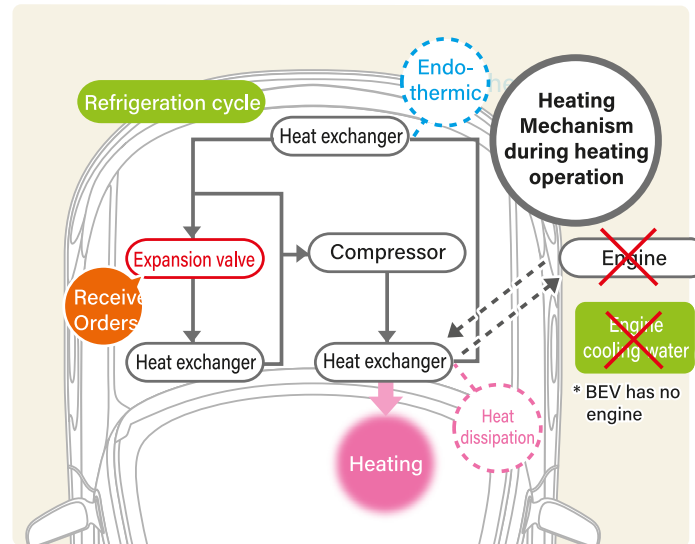 Endo-
thermic
he
Heating
Mechanism
during heating
operation
Refrigeration cycle
Heat exchanger
Expansion valve
Compressor
Engine
Receive
Orders
Engine
cooling water
Heat exchanger
Heat exchanger
* BEV has no
engine
Heat
dissipation
Heating